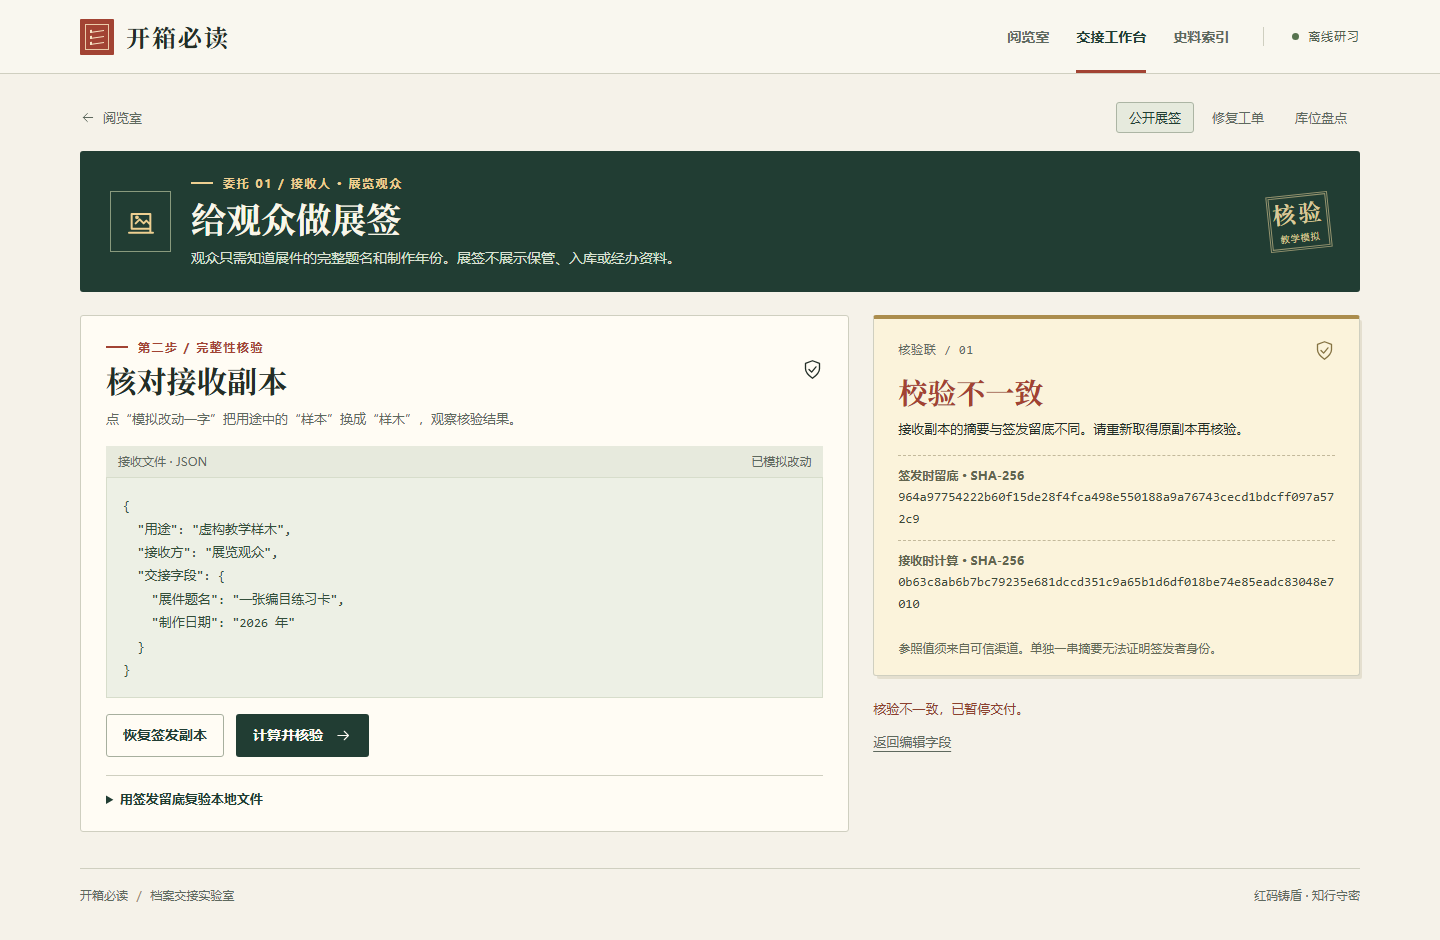 开箱必读
阅览室 交接工作台 史料索引 离线研习
← 阅览室
公开展签 修复工单 库位盘点
委托 01 / 接收人 · 展览观众
给观众做展签
观众只需知道展件的完整题名和制作年份。展签不展示保管、入库或经办资料。
核验
教学模拟
第二步 / 完整性核验
核对接收副本
点“模拟改动一字”把用途中的“样本”换成“样木”，观察核验结果。
接收文件 · JSON 已模拟改动
{
"用途": "虚构教学样木",
"接收方": "展览观众",
"交接字段": {
"展件题名": "一张编目练习卡",
"制作日期": "2026 年"
}
}
恢复签发副本 计算并核验 →
▶ 用签发留底复验本地文件
核验联 / 01
校验不一致
接收副本的摘要与签发留底不同。请重新取得原副本再核验。
签发时留底 · SHA-256
964a97754222b60f15de28f4fca498e550188a9a76743cecd1bdcff097a57
2c9
接收时计算 · SHA-256
0b63c8ab6b7bc79235e681dccd351c9a65b1d6df018be74e85eadc83048e7
010
参照值须来自可信渠道。单独一串摘要无法证明签发者身份。
核验不一致，已暂停交付。
返回编辑字段
开箱必读 / 档案交接实验室
红码铸盾 · 知行守密